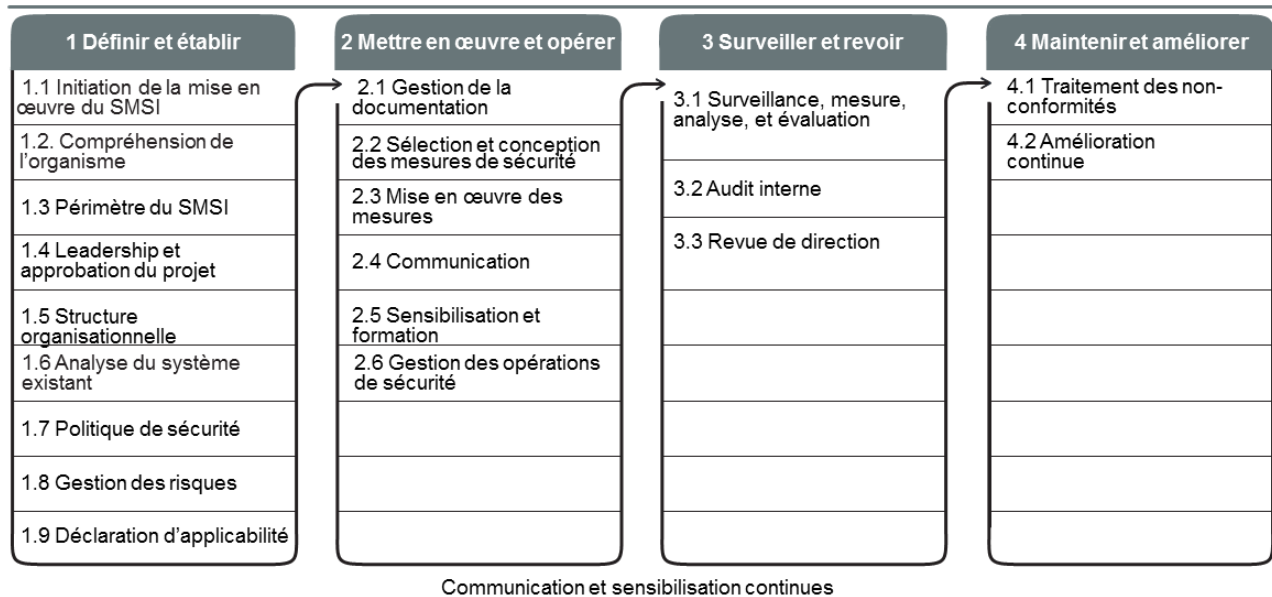 1 Définir et établir
1.1 Initiation de la mise en
œuvre du SMSI
1.2. Compréhension de
l'organisme
1.3 Périmètre du SMSI
1.4 Leadership et
approbation du projet
1.5 Structure
organisationnelle
1.6 Analyse du système
existant
1.7 Politique de sécurité
1.8 Gestion des risques
1.9 Déclaration d'applicabilité
2 Mettre en œuvre et opérer
2.1 Gestion de la
documentation
2.2 Sélection et conception
des mesures de sécurité
2.3 Mise en œuvre des
mesures
2.4 Communication
2.5 Sensibilisation et
formation
2.6 Gestion des opérations
de sécurité
3 Surveiller et revoir
3.1 Surveillance, mesure,
analyse, et évaluation
3.2 Audit interne
3.3 Revue de direction
4 Maintenir et améliorer
4.1 Traitement des non-
conformités
4.2 Amélioration
continue
Communication et sensibilisation continues